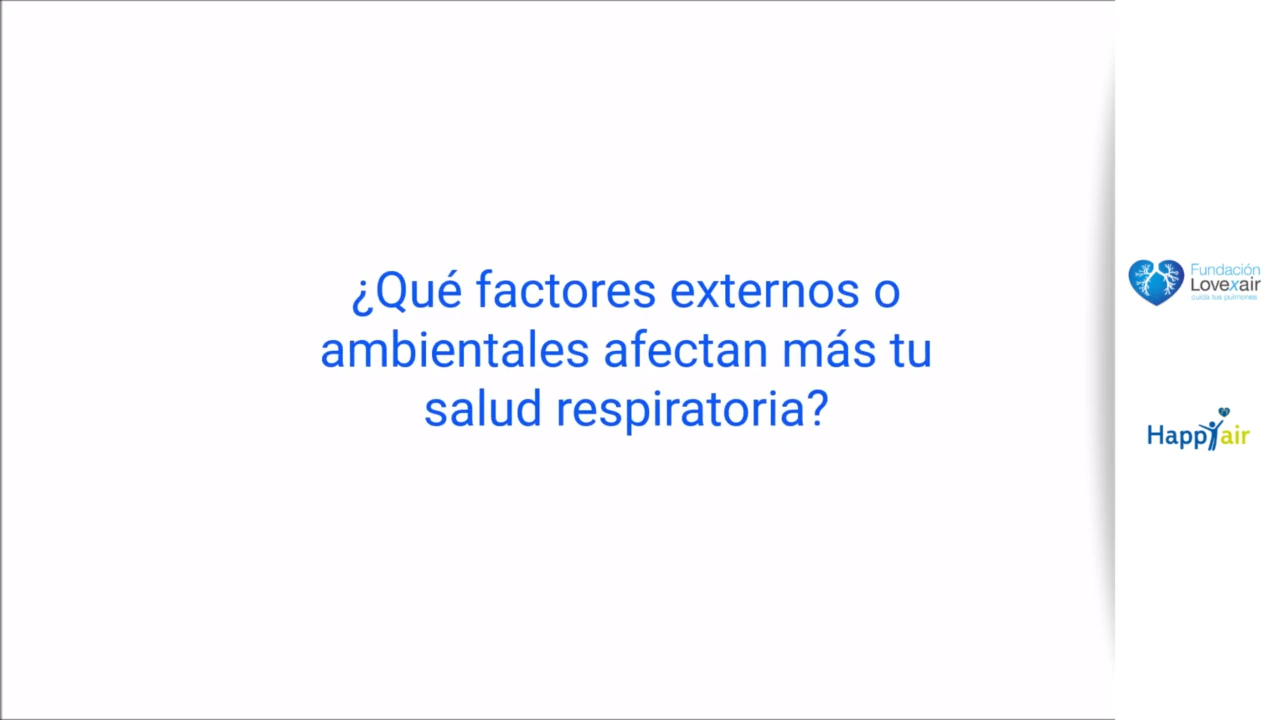 ¿Qué factores externos o
ambientales afectan más tu
salud respiratoria?
Fundación
Lovexair
cuida tus pulmones
Happyair